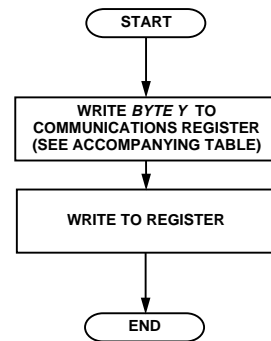 START
WRITE BYTE Y TO
COMMUNICATIONS REGISTER
(SEE ACCOMPANYING TABLE)
WRITE TO REGISTER
END